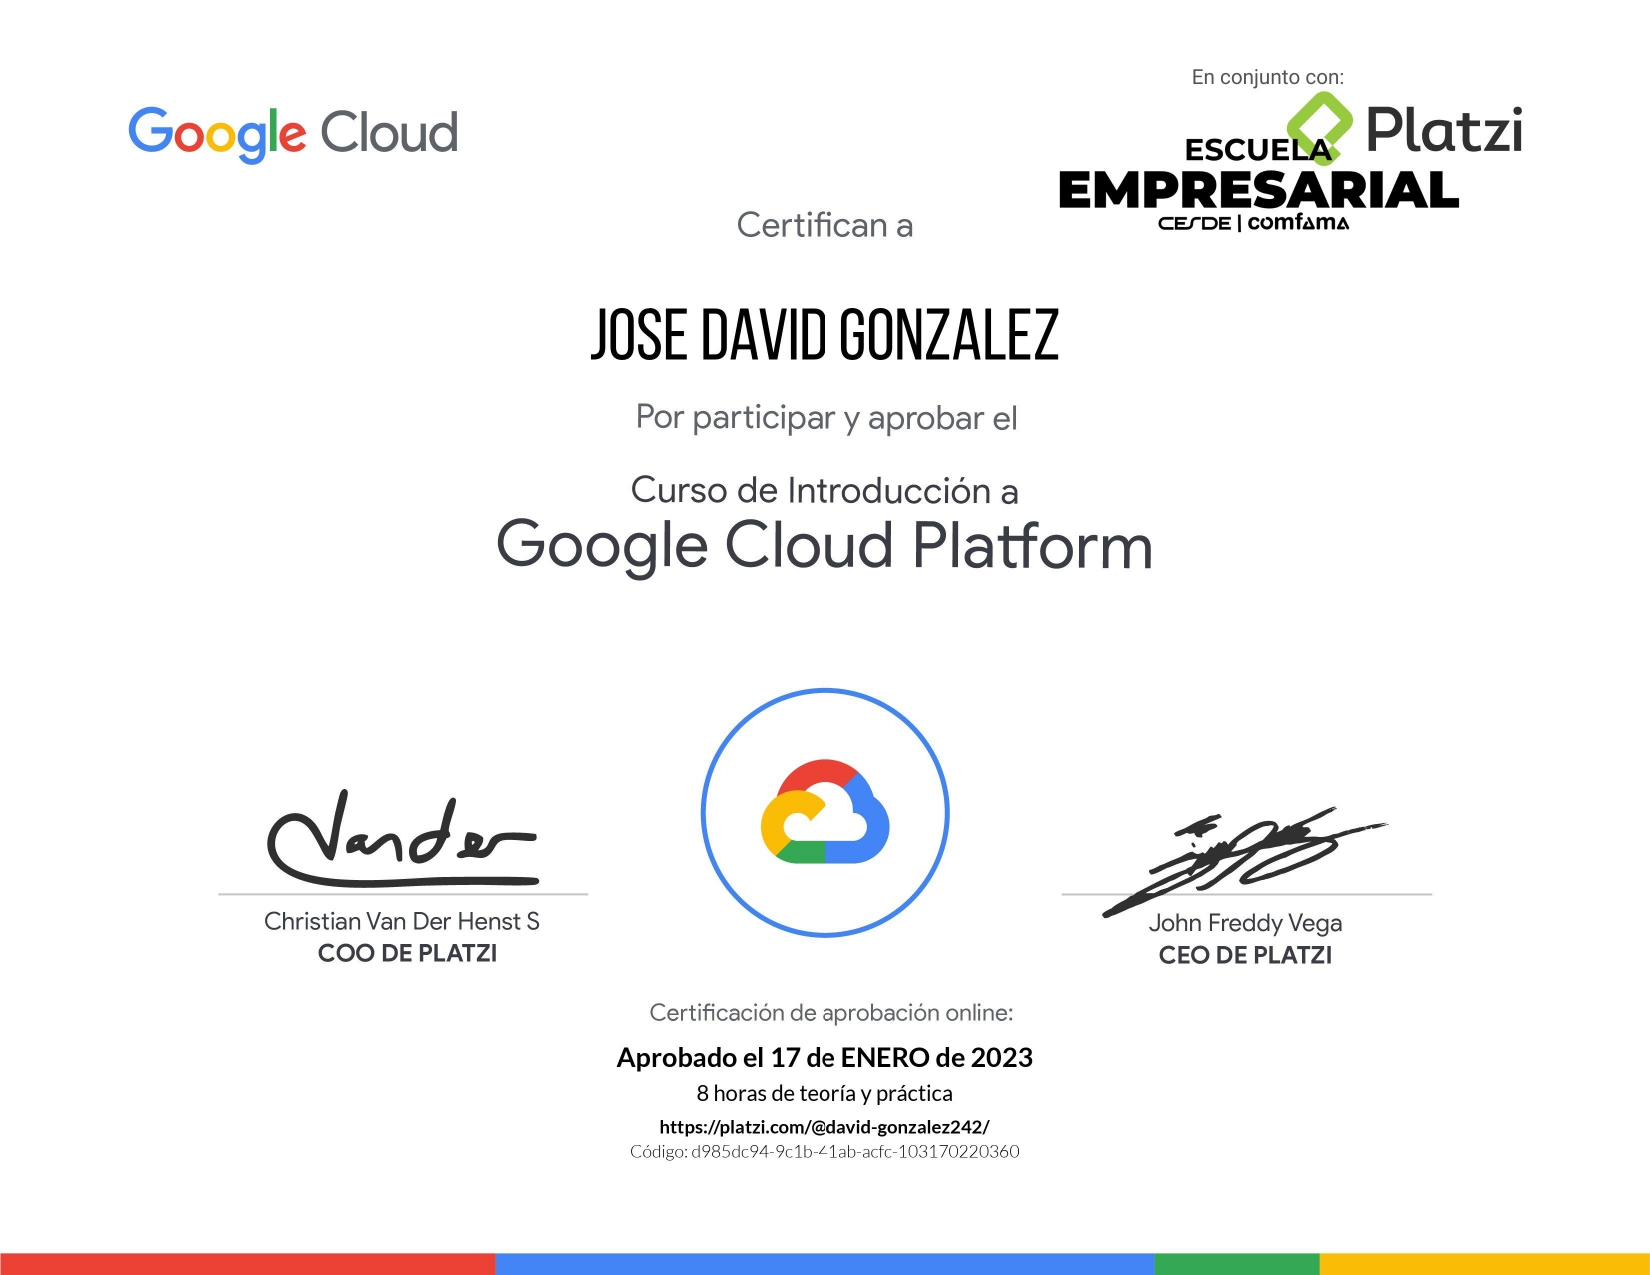 Google Cloud
En conjunto con:
Platzi
ESCUELA
EMPRESARIAL
CESDE | comfama
Certifican a
JOSE DAVID GONZALEZ
Por participar y aprobar el
Curso de Introducción a
Google Cloud Platform
Vander
Christian Van Der Henst S
COO DE PLATZI
John Freddy Vega
CEO DE PLATZI
Certificación de aprobación online:
Aprobado el 17 de ENERO de 2023
8 horas de teoría y práctica
https://platzi.com/@david-gonzalez242/
Código: d985dc94-9c1b-41ab-acfc-103170220360